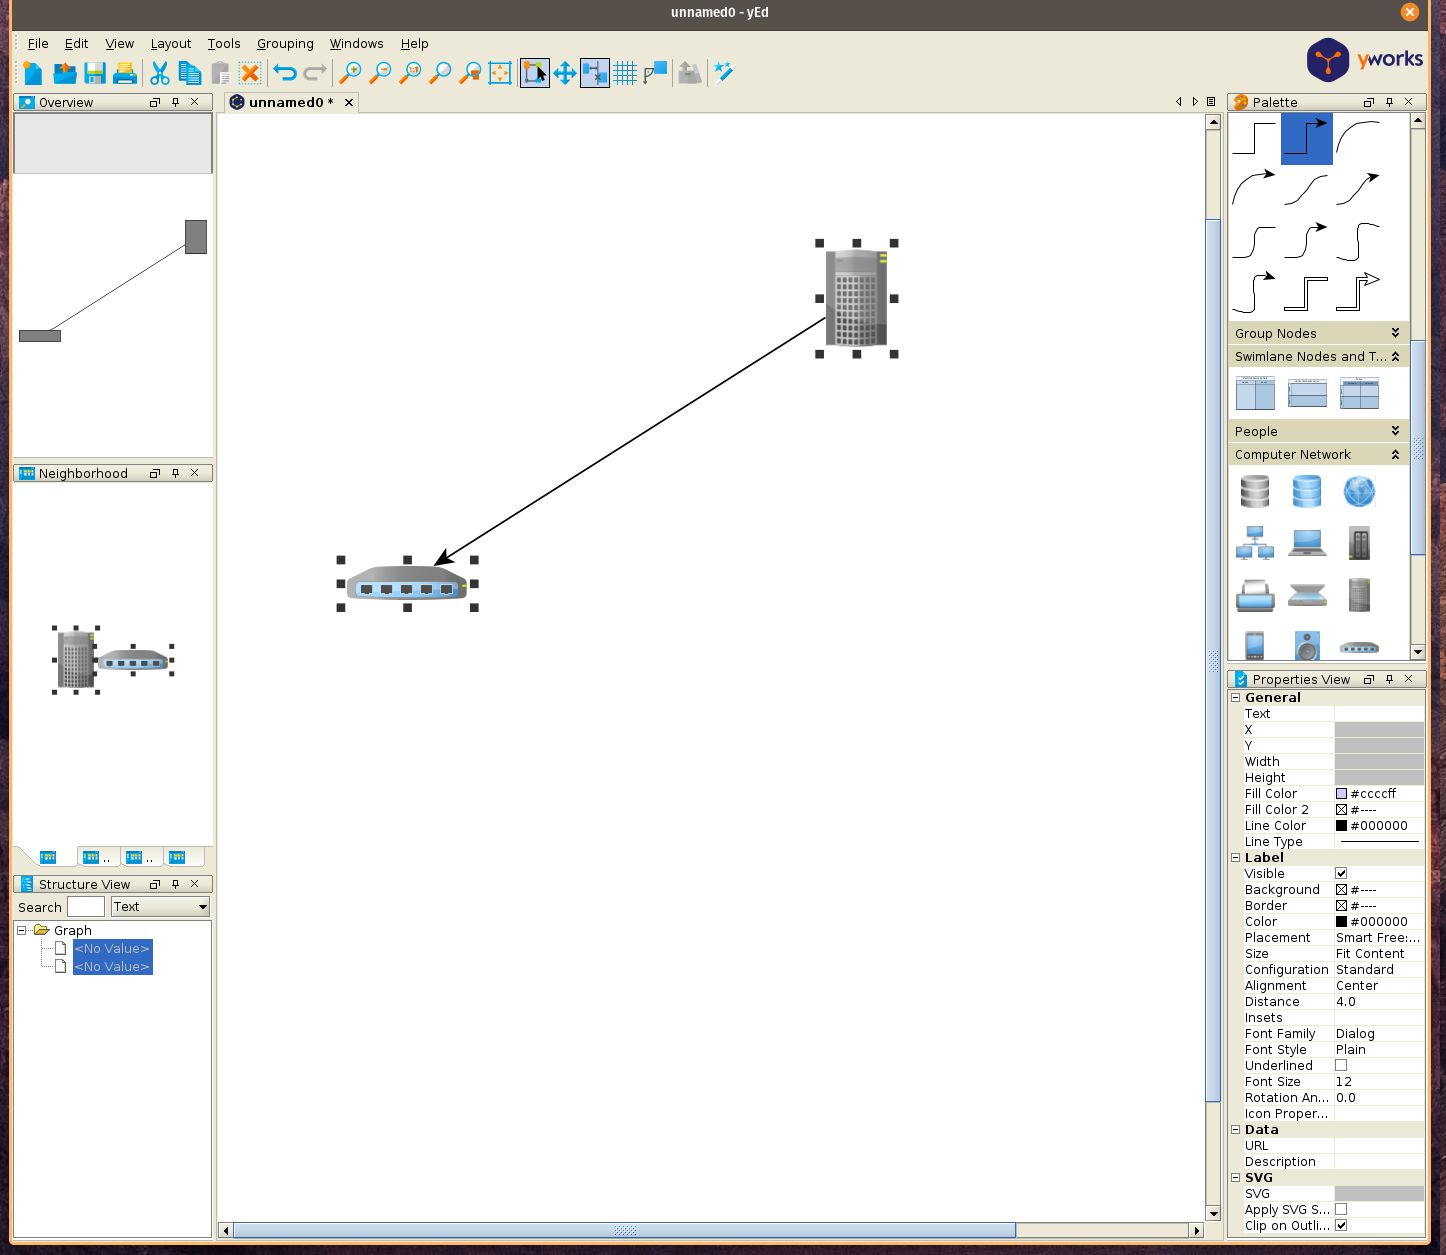 unnamed0 - yEd
File Edit View Layout Tools Grouping Windows Help
yworks
Overview
unnamed0 *
Palette
Group Nodes
Swimlane Nodes and T...
People
Computer Network
Neighborhood
..
..
Structure View
Search Text
Graph
<No Value>
<No Value>
Properties View
General
Text
X
Y
Width
Height
Fill Color #ccccff
Fill Color 2 #----
Line Color #000000
Line Type
Label
Visible
Background #----
Border #----
Color #000000
Placement Smart Free:...
Size Fit Content
Configuration Standard
Alignment Center
Distance 4.0
Insets
Font Family Dialog
Font Style Plain
Underlined
Font Size 12
Rotation An... 0.0
Icon Proper...
Data
URL
Description
SVG
SVG
Apply SVG S...
Clip on Outli...